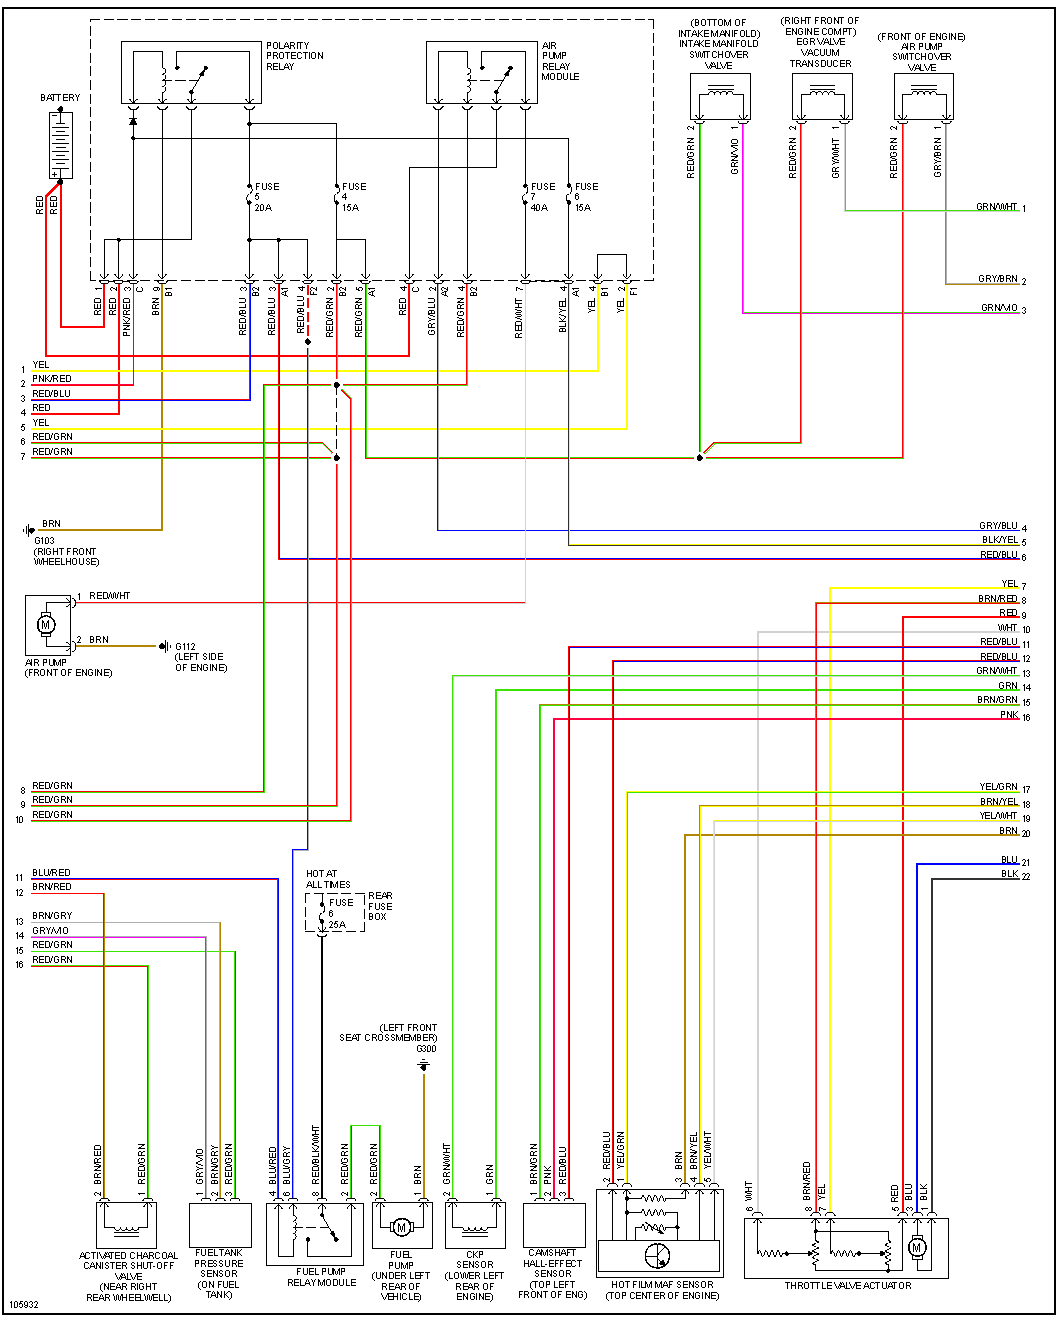 POLARITY
PROTECTION
RELAY
AIR
PUMP
RELAY
MODULE
(BOTTOM OF
INTAKE MANIFOLD)
INTAKE MANIFOLD
SWITCHOVER
VALVE
(RIGHT FRONT OF
ENGINE COMPT)
EGR VALVE
VACUUM
TRANSDUCER
(FRONT OF ENGINE)
AIR PUMP
SWITCHOVER
VALVE
BATTERY
RED
RED
FUSE
5
20A
FUSE
4
15A
FUSE
7
40A
FUSE
6
15A
2 RED/GRN
1 GRN/VIO
2 RED/GRN
1 GRY/WHT
2 RED/GRN
1 GRY/BRN
GRN/WHT 1
GRY/BRN 2
GRN/VIO 3
1 RED
2 RED
3 PNK/RED C
9 BRN B1
3 RED/BLU B2
3 RED/BLU A1
4 RED/BLU F2
2 RED/GRN B2
5 RED/GRN A1
4 RED C
2 GRY/BLU A2
4 RED/GRN B2
7 RED/WHT
4 BLK/YEL A1
4 YEL B1
2 YEL F1
1 YEL
2 PNK/RED
3 RED/BLU
4 RED
5 YEL
6 RED/GRN
7 RED/GRN
BRN
G103
(RIGHT FRONT
WHEELHOUSE)
GRY/BLU 4
BLK/YEL 5
RED/BLU 6
YEL 7
BRN/RED 8
RED 9
WHT 10
RED/BLU 11
RED/BLU 12
GRN/WHT 13
GRN 14
BRN/GRN 15
PNK 16
1 RED/WHT
M
2 BRN
G112
(LEFT SIDE
OF ENGINE)
AIR PUMP
(FRONT OF ENGINE)
8 RED/GRN
9 RED/GRN
10 RED/GRN
YEL/GRN 17
BRN/YEL 18
YEL/WHT 19
BRN 20
BLU 21
BLK 22
11 BLU/RED
12 BRN/RED
13 BRN/GRY
14 GRY/VIO
15 RED/GRN
16 RED/GRN
HOT AT
ALL TIMES
FUSE
6
25A
REAR
FUSE
BOX
(LEFT FRONT
SEAT CROSSMEMBER)
G300
2 BRN/RED
1 RED/GRN
1 GRY/VIO
2 BRN/GRY
3 RED/GRN
4 BLU/RED
6 BLU/GRY
8 RED/BLK/WHT
2 RED/GRN
2 RED/GRN
1 BRN
2 GRN/WHT
1 GRN
1 BRN/GRN
2 PNK
3 RED/BLU
2 RED/BLU
1 YEL/GRN
3 BRN
4 BRN/YEL
5 YEL/WHT
6 WHT
8 BRN/RED
7 YEL
5 RED
3 BLU
1 BLK
M
M
ACTIVATED CHARCOAL
CANISTER SHUT-OFF
VALVE
(NEAR RIGHT
REAR WHEELWELL)
FUEL TANK
PRESSURE
SENSOR
(ON FUEL
TANK)
FUEL PUMP
RELAY MODULE
FUEL
PUMP
(UNDER LEFT
REAR OF
VEHICLE)
CKP
SENSOR
(LOWER LEFT
REAR OF
ENGINE)
CAMSHAFT
HALL-EFFECT
SENSOR
(TOP LEFT
FRONT OF ENG)
HOT FILM MAF SENSOR
(TOP CENTER OF ENGINE)
THROTTLE VALVE ACTUATOR
105932